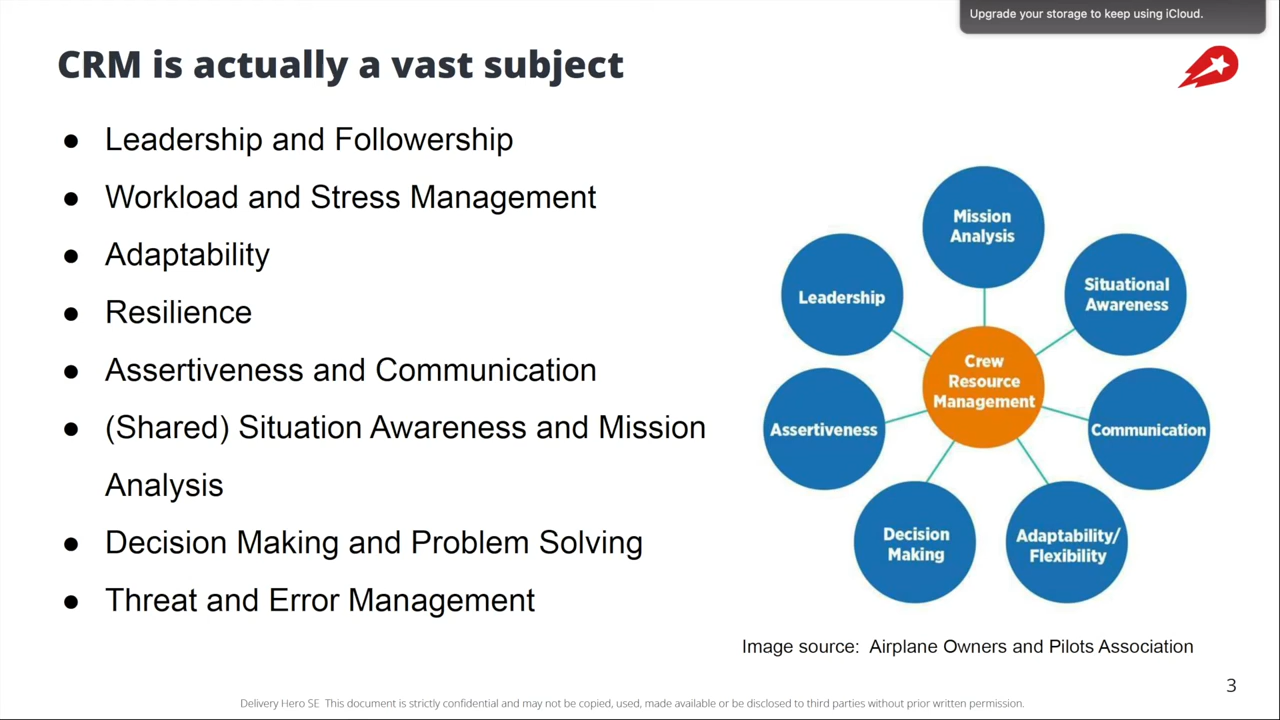 Upgrade your storage to keep using iCloud.
CRM is actually a vast subject
● Leadership and Followership
● Workload and Stress Management
● Adaptability
● Resilience
● Assertiveness and Communication
● (Shared) Situation Awareness and Mission
Analysis
● Decision Making and Problem Solving
● Threat and Error Management
Mission
Analysis
Situational
Awareness
Communication
Adaptability/
Flexibility
Decision
Making
Assertiveness
Leadership
Crew
Resource
Management
Image source: Airplane Owners and Pilots Association
3
Delivery Hero SE This document is strictly confidential and may not be copied, used, made available or be disclosed to third parties without prior written permission.